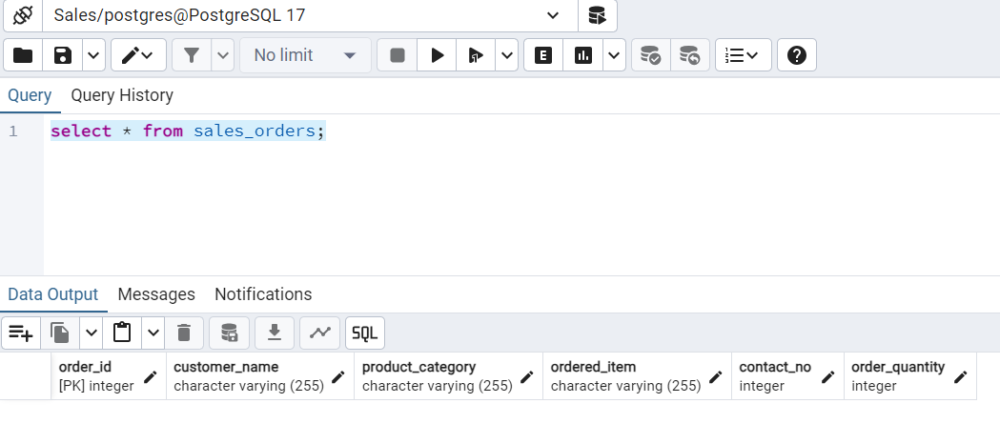 Sales/postgres@PostgreSQL 17
No limit
E
Query Query History
1 select * from sales_orders;
Data Output Messages Notifications
SQL
order_id customer_name product_category ordered_item contact_no order_quantity
[PK] integer character varying (255) character varying (255) character varying (255) integer integer